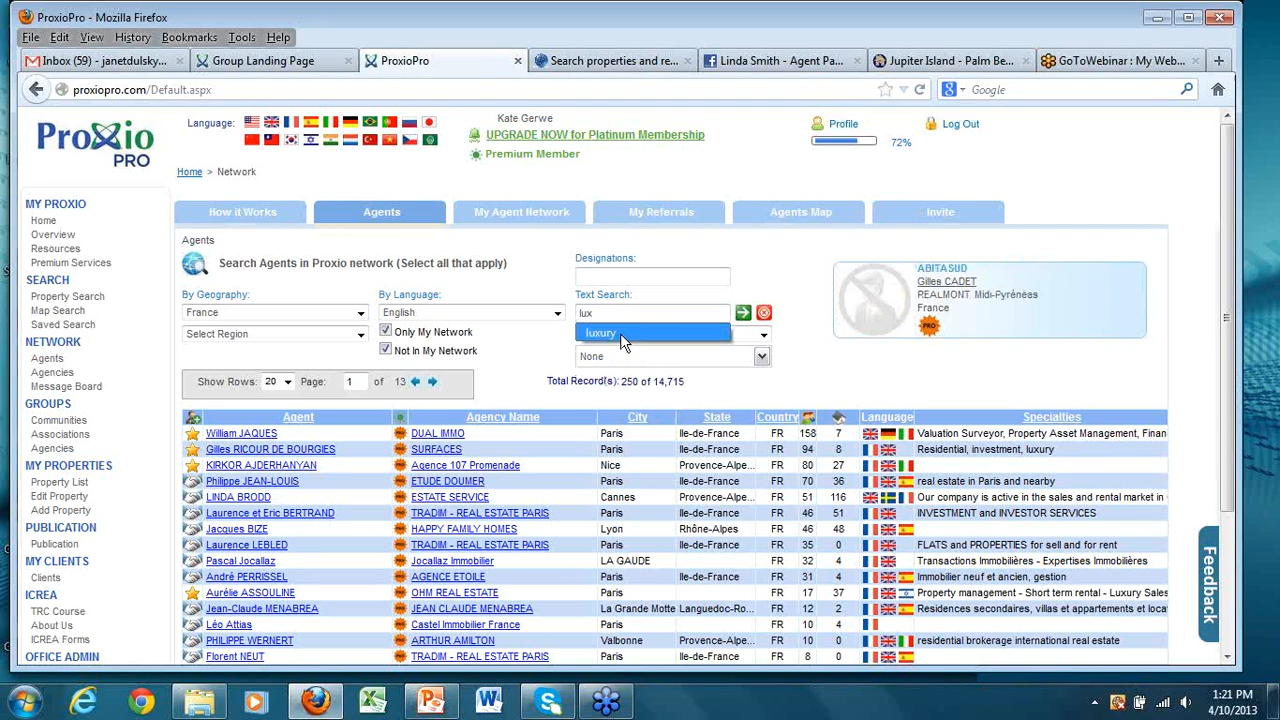 ProxioPro - Mozilla Firefox
File Edit View History Bookmarks Tools Help
Inbox (59) - janetdulsky... Group Landing Page ProxioPro Search properties and re... Linda Smith - Agent Pa... Jupiter Island - Palm Be... GoToWebinar : My Web...
proxiopro.com/Default.aspx Google
Proxio PRO
Language:
Kate Gerwe
UPGRADE NOW for Platinum Membership
Premium Member
Profile Log Out
72%
Home > Network
MY PROXIO
Home
Overview
Resources
Premium Services
SEARCH
Property Search
Map Search
Saved Search
NETWORK
Agents
Agencies
Message Board
GROUPS
Communities
Associations
Agencies
MY PROPERTIES
Property List
Edit Property
Add Property
PUBLICATION
Publication
MY CLIENTS
Clients
ICREA
TRC Course
About Us
ICREA Forms
OFFICE ADMIN
How it Works Agents My Agent Network My Referrals Agents Map Invite
Agents
Search Agents in Proxio network (Select all that apply)
Designations:
By Geography: By Language: Text Search:
France English lux
Select Region Only My Network luxury
Not In My Network None
Show Rows: 20 Page: 1 of 13
Total Record(s): 250 of 14,715
ABITASUD
Gilles CADET
REALMONT, Midi-Pyrénéas
France
PRO
Agent Agency Name City State Country Language Specialties
William JAQUES DUAL IMMO Paris Ile-de-France FR 158 7 Valuation Surveyor, Property Asset Management, Finan
Gilles RICOUR DE BOURGIES SURFACES Paris Ile-de-France FR 94 8 Residential, investment, luxury
KIRKOR AJDERHANYAN Agence 107 Promenade Nice Provence-Alpe... FR 80 27
Philippe JEAN-LOUIS ETUDE DOUMER Paris Ile-de-France FR 70 36 real estate in Paris and nearby
LINDA BRODD ESTATE SERVICE Cannes Provence-Alpe... FR 51 116 Our company is active in the sales and rental market in
Laurence et Eric BERTRAND TRADIM - REAL ESTATE PARIS Paris Ile-de-France FR 46 51 INVESTMENT and INVESTOR SERVICES
Jacques BIZE HAPPY FAMILY HOMES Lyon Rhône-Alpes FR 46 48
Laurence LEBLED TRADIM - REAL ESTATE PARIS Paris Ile-de-France FR 35 0 FLATS and PROPERTIES for sell and for rent
Pascal Jocallaz Jocallaz Immobilier LA GAUDE FR 32 4 Transactions Immobilières - Expertises Immobilières
André PERRISSEL AGENCE ETOILE Paris Ile-de-France FR 31 4 Immobilier neuf et ancien, gestion
Aurélie ASSOULINE OHM REAL ESTATE Paris Ile-de-France FR 17 37 Property management - Short term rental - Luxury Sales
Jean-Claude MENABREA JEAN CLAUDE MENABREA La Grande Motte Languedoc-Ro... FR 12 2 Residences secondaires, villas et appartements et locat
Léo Attias Castel Immobilier France Paris Ile-de-France FR 10 4
PHILIPPE WERNERT ARTHUR AMILTON Valbonne Provence-Alpe... FR 10 0 residential brokerage international real estate
Florent NEUT TRADIM - REAL ESTATE PARIS Paris Ile-de-France FR 10 0
Feedback
1:21 PM
4/10/2013